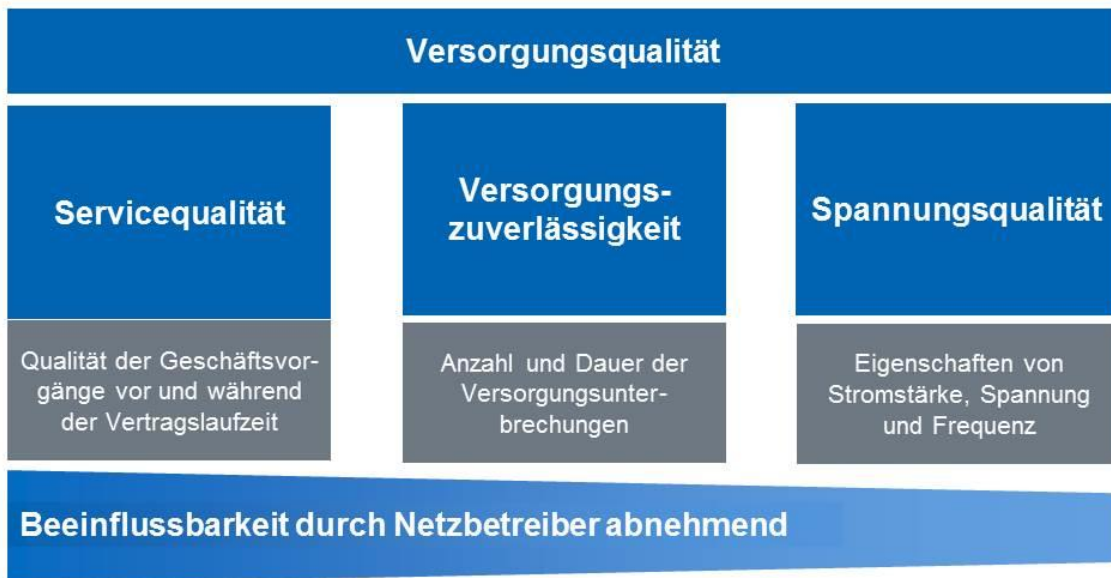 Versorgungsqualität
Servicequalität
Qualität der Geschäftsvor-
gänge vor und während
der Vertragslaufzeit
Versorgungs-
zuverlässigkeit
Anzahl und Dauer der
Versorgungsunter-
brechungen
Spannungsqualität
Eigenschaften von
Stromstärke, Spannung
und Frequenz
Beeinflussbarkeit durch Netzbetreiber abnehmend